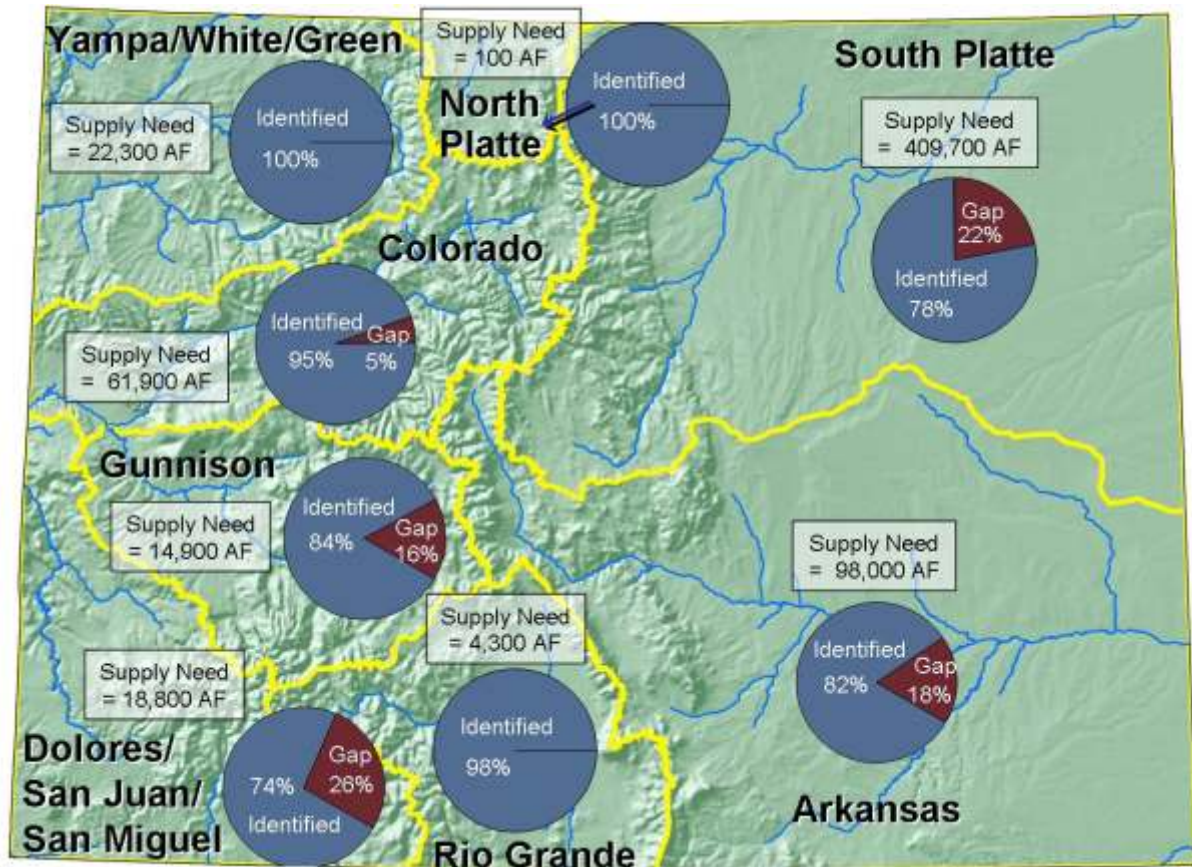 Yampa/White/Green
Supply Need
= 22,300 AF
Identified
100%
Supply Need
= 100 AF
North
Platte
Identified
100%
South Platte
Supply Need
= 409,700 AF
Gap
22%
Identified
78%
Colorado
Supply Need
= 61,900 AF
Identified
95%
Gap
5%
Gunnison
Supply Need
= 14,900 AF
Identified
84%
Gap
16%
Supply Need
= 98,000 AF
Identified
82%
Gap
18%
Arkansas
Supply Need
= 4,300 AF
Identified
98%
Rio Grande
Supply Need
= 18,800 AF
Dolores/
San Juan/
San Miguel
74%
Identified
Gap
26%